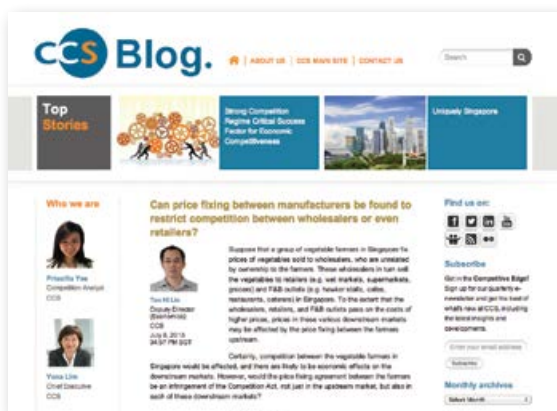 CCS Blog.
ABOUT US | CCS MAIN SITE | CONTACT US
Search
Top
Stories
Strong Competition
Regime Critical Success
Factor for Economic
Competitiveness
Uniquely Singapore
Who we are
Priscilla Yee
Competition Analyst
CCS
Yena Lim
Chief Executive
CCS
Can price fixing between manufacturers be found to
restrict competition between wholesalers or even
retailers?
Deputy Director
(Economics)
CCS
July 8, 2013
04:57 PM SGT
Suppose that a group of vegetable farmers in Singapore fix
prices of vegetables sold to wholesalers, who are unrelated
by ownership to the farmers. These wholesalers in turn sell
the vegetables to retailers (e.g. wet markets, supermarkets,
grocers) and F&B outlets (e.g. hawker stalls, cafes,
restaurants, caterers) in Singapore. To the extent that the
wholesalers, retailers, and F&B outlets pass on the costs of
higher prices, prices in these various downstream markets
may be affected by the price fixing between the farmers
upstream.
Certainly, competition between the vegetable farmers in
Singapore would be affected, and there are likely to be economic effects on the
downstream markets. However, would the price fixing agreement between the farmers
be an infringement of the Competition Act, not just in the upstream market, but also in
each of these downstream markets?
Find us on:
Subscribe
Get in the Competitive Edge!
Sign up for our quarterly e-
newsletter and get the best of
what's new at CCS, including
the latest insights and
developments.
Enter your email address
Subscribe
Monthly archives
Select Month